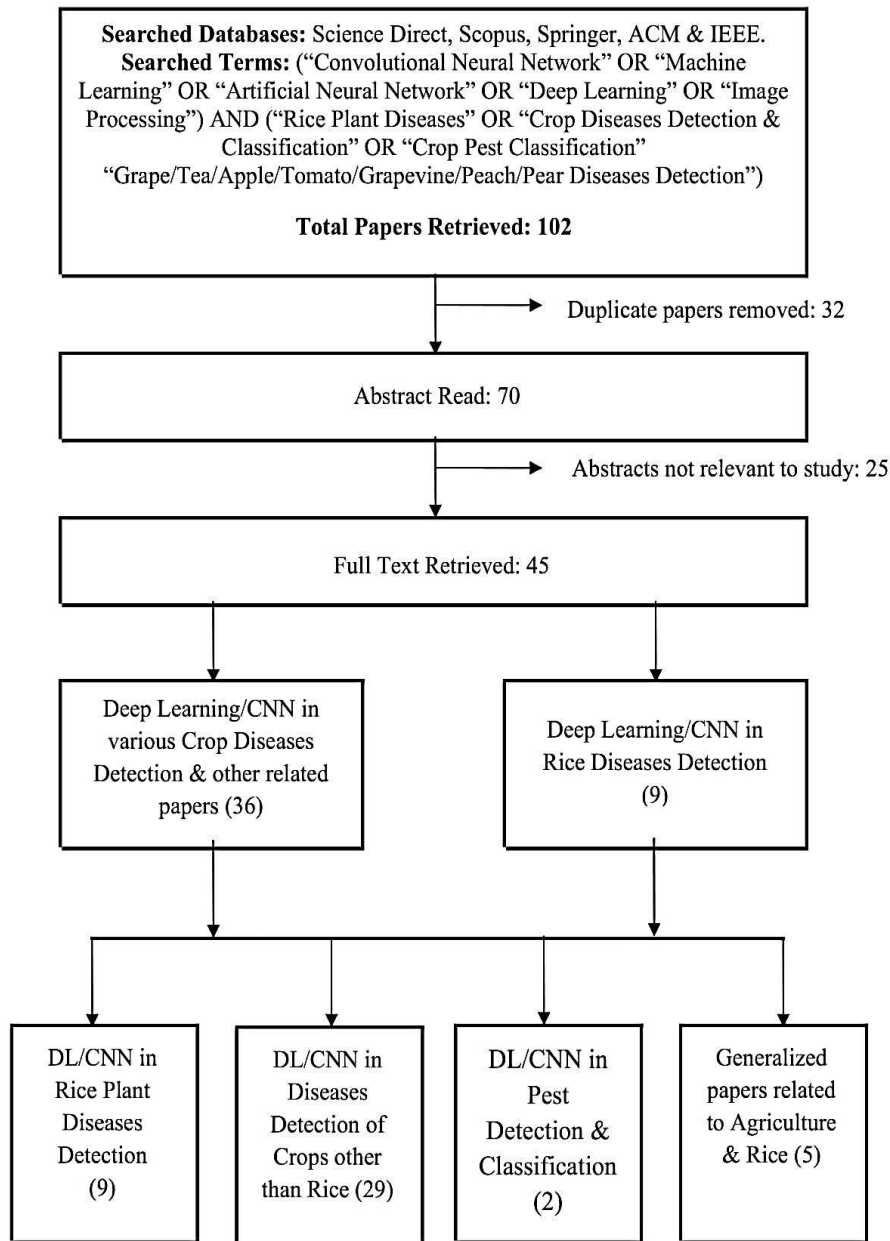 Searched Databases: Science Direct, Scopus, Springer, ACM & IEEE.
Searched Terms: (“Convolutional Neural Network” OR “Machine
Learning” OR “Artificial Neural Network” OR “Deep Learning” OR “Image
Processing”) AND (“Rice Plant Diseases” OR “Crop Diseases Detection &
Classification” OR “Crop Pest Classification”
“Grape/Tea/Apple/Tomato/Grapevine/Peach/Pear Diseases Detection”)
Total Papers Retrieved: 102
Duplicate papers removed: 32
Abstract Read: 70
Abstracts not relevant to study: 25
Full Text Retrieved: 45
Deep Learning/CNN in
various Crop Diseases
Detection & other related
papers (36)
Deep Learning/CNN in
Rice Diseases Detection
(9)
DL/CNN in
Rice Plant
Diseases
Detection
(9)
DL/CNN in
Diseases
Detection of
Crops other
than Rice (29)
DL/CNN in
Pest
Detection &
Classification
(2)
Generalized
papers related
to Agriculture
& Rice (5)